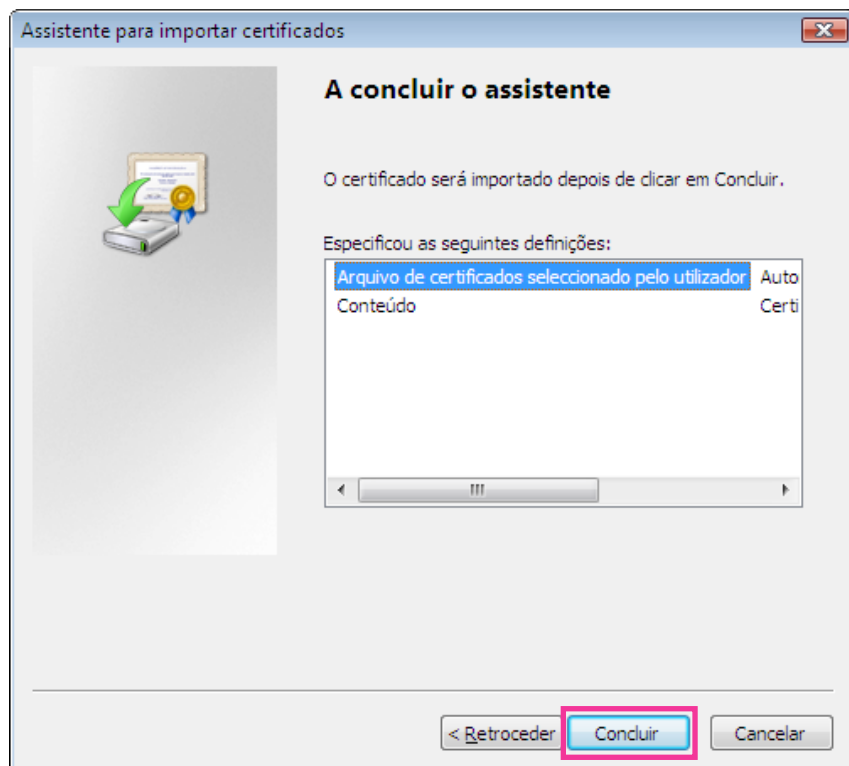 Assistente para importar certificados
A concluir o assistente
O certificado será importado depois de clicar em Concluir.
Especificou as seguintes definições:
Arquivo de certificados seleccionado pelo utilizador Auto
Conteúdo Certi
< Retroceder Concluir Cancelar